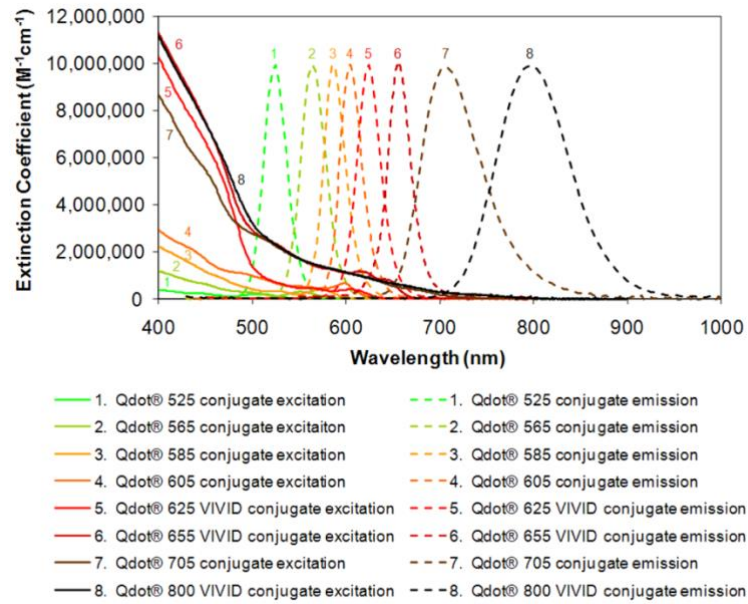 Extinction Coefficient (M⁻¹cm⁻¹)
12,000,000
10,000,000
8,000,000
6,000,000
4,000,000
2,000,000
0
6
5
7
8
4
3
2
1
1 2 3 4 5 6 7 8
400 500 600 700 800 900 1000
Wavelength (nm)
1. Qdot® 525 conjugate excitation
2. Qdot® 565 conjugate excitaiton
3. Qdot® 585 conjugate excitation
4. Qdot® 605 conjugate excitation
5. Qdot® 625 VIVID conjugate excitation
6. Qdot® 655 VIVID conjugate excitation
7. Qdot® 705 conjugate excitation
8. Qdot® 800 VIVID conjugate excitation
1. Qdot® 525 conjugate emission
2. Qdot® 565 conjugate emission
3. Qdot® 585 conjugate emission
4. Qdot® 605 conjugate emission
5. Qdot® 625 VIVID conjugate emission
6. Qdot® 655 VIVID conjugate emission
7. Qdot® 705 conjugate emission
8. Qdot® 800 VIVID conjugate emission